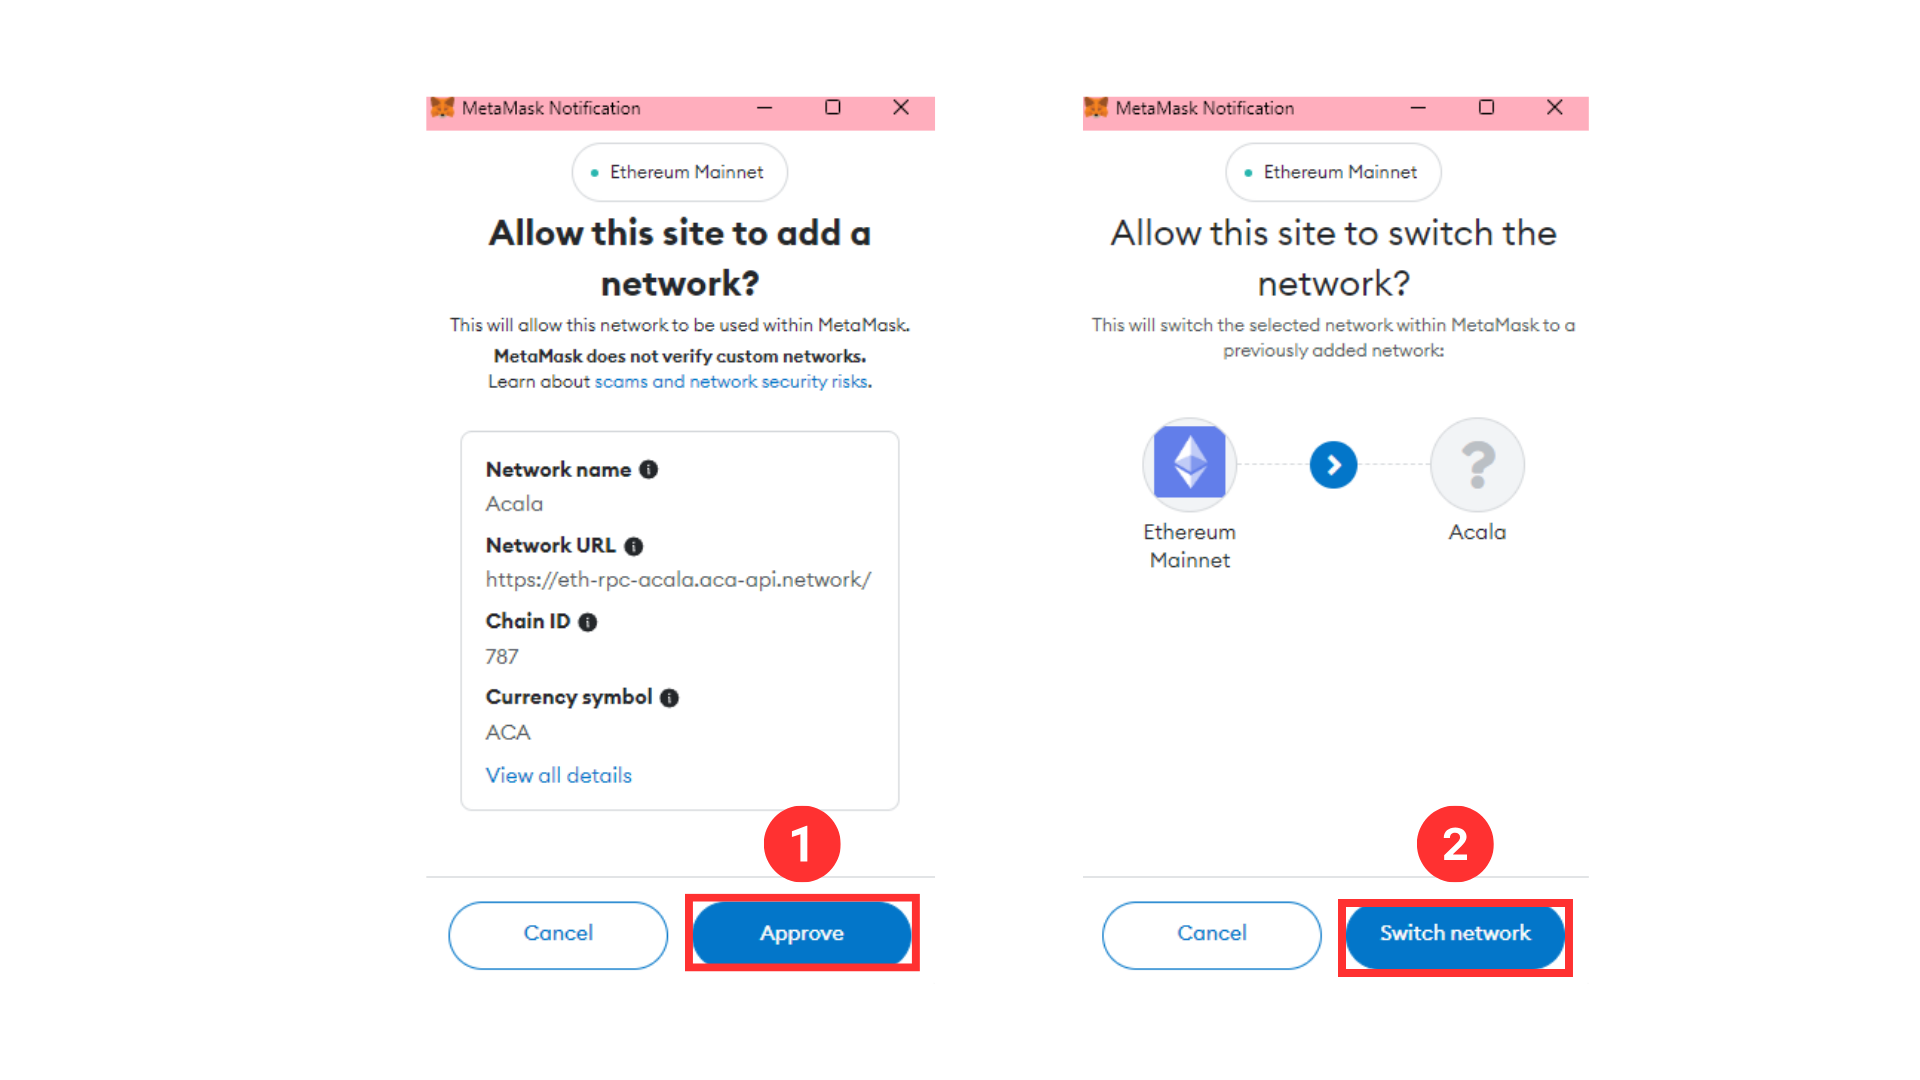 MetaMask Notification
Ethereum Mainnet
Allow this site to add a
network?
This will allow this network to be used within MetaMask.
MetaMask does not verify custom networks.
Learn about scams and network security risks.
Network name
Acala
Network URL
https://eth-rpc-acala.aca-api.network/
Chain ID
787
Currency symbol
ACA
View all details
1
Cancel
Approve
MetaMask Notification
Ethereum Mainnet
Allow this site to switch the
network?
This will switch the selected network within MetaMask to a
previously added network:
?
Ethereum
Mainnet
Acala
2
Cancel
Switch network